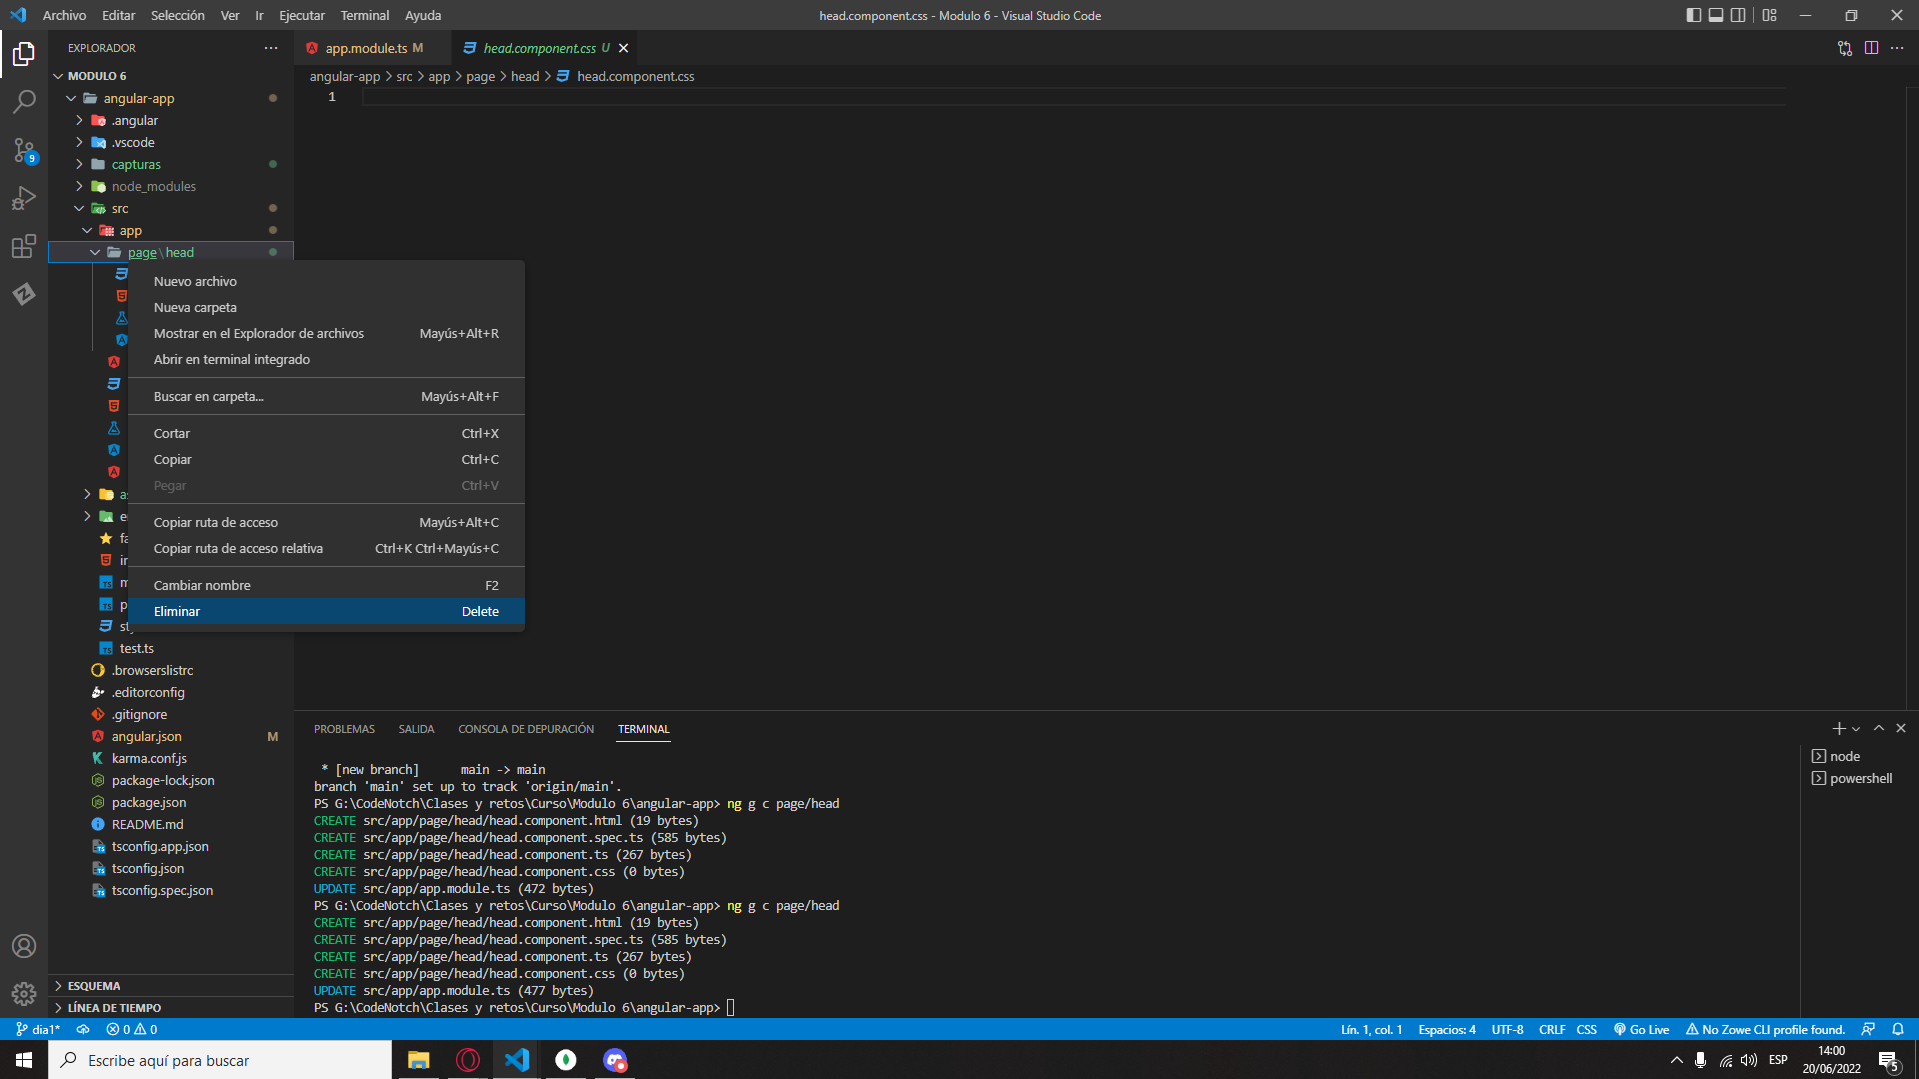 Archivo Editar Selección Ver Ir Ejecutar Terminal Ayuda
head.component.css - Modulo 6 - Visual Studio Code
EXPLORADOR
app.module.ts M
head.component.css U
MODULO 6
angular-app > src > app > page > head > head.component.css
1
angular-app
.angular
.vscode
capturas
node_modules
src
app
page\head
Nuevo archivo
Nueva carpeta
Mostrar en el Explorador de archivos Mayús+Alt+R
Abrir en terminal integrado
Buscar en carpeta... Mayús+Alt+F
Cortar Ctrl+X
Copiar Ctrl+C
Pegar Ctrl+V
Copiar ruta de acceso Mayús+Alt+C
Copiar ruta de acceso relativa Ctrl+K Ctrl+Mayús+C
Cambiar nombre F2
Eliminar Delete
test.ts
.browserslistrc
.editorconfig
.gitignore
angular.json M
karma.conf.js
package-lock.json
package.json
README.md
tsconfig.app.json
tsconfig.json
tsconfig.spec.json
ESQUEMA
LÍNEA DE TIEMPO
9
PROBLEMAS SALIDA CONSOLA DE DEPURACIÓN TERMINAL
node
powershell
* [new branch] main -> main
branch 'main' set up to track 'origin/main'.
PS G:\CodeNotch\Clases y retos\Curso\Modulo 6\angular-app> ng g c page/head
CREATE src/app/page/head/head.component.html (19 bytes)
CREATE src/app/page/head/head.component.spec.ts (585 bytes)
CREATE src/app/page/head/head.component.ts (267 bytes)
CREATE src/app/page/head/head.component.css (0 bytes)
UPDATE src/app/app.module.ts (472 bytes)
PS G:\CodeNotch\Clases y retos\Curso\Modulo 6\angular-app> ng g c page/head
CREATE src/app/page/head/head.component.html (19 bytes)
CREATE src/app/page/head/head.component.spec.ts (585 bytes)
CREATE src/app/page/head/head.component.ts (267 bytes)
CREATE src/app/page/head/head.component.css (0 bytes)
UPDATE src/app/app.module.ts (477 bytes)
PS G:\CodeNotch\Clases y retos\Curso\Modulo 6\angular-app>
dia1* 0 0
Lín. 1, col. 1 Espacios: 4 UTF-8 CRLF CSS Go Live No Zowe CLI profile found.
Escribe aquí para buscar
ESP
14:00
20/06/2022
5